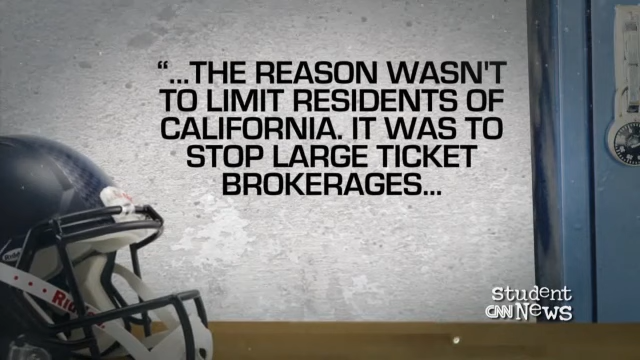 “...THE REASON WASN'T
TO LIMIT RESIDENTS OF
CALIFORNIA. IT WAS TO
STOP LARGE TICKET
BROKERAGES...
Student
CNN News